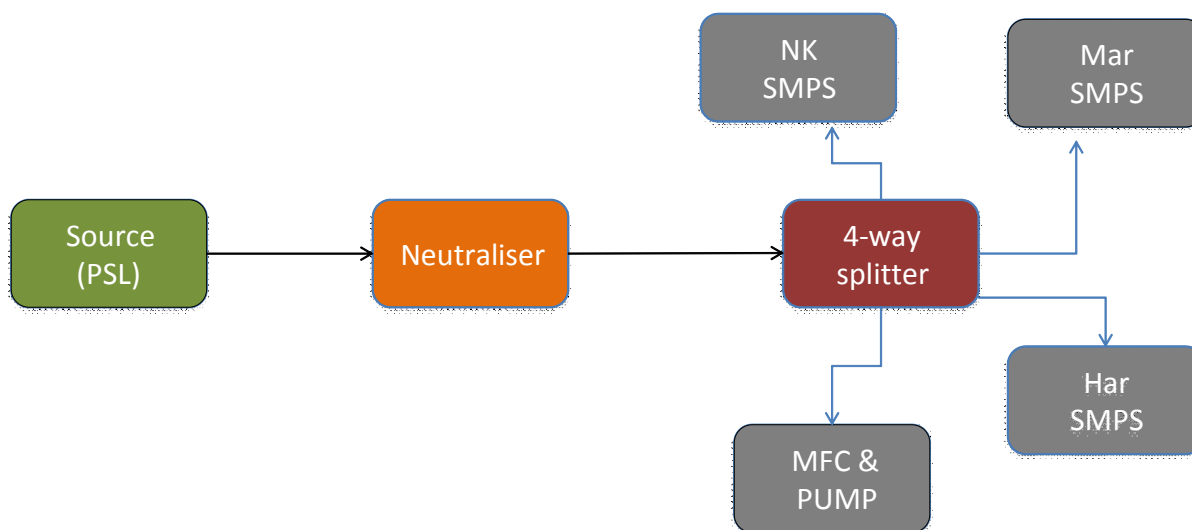 NK
SMPS
Mar
SMPS
Source
(PSL)
Neutraliser
4-way
splitter
Har
SMPS
MFC &
PUMP